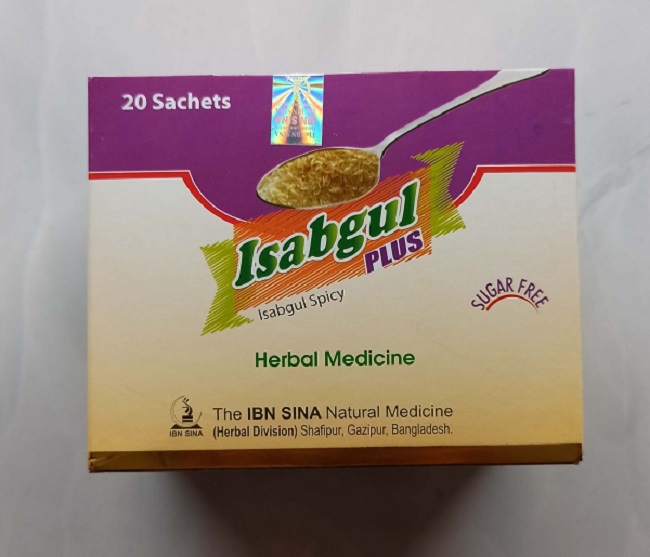 20 Sachets
Isabgul
PLUS
Isabgul Spicy
SUGAR FREE
Herbal Medicine
The IBN SINA Natural Medicine
IBN SINA
(Herbal Division) Shafipur, Gazipur, Bangladesh.